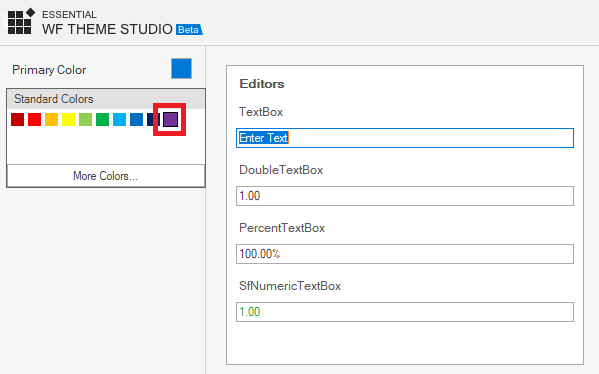 ESSENTIAL
WF THEME STUDIO Beta
Primary Color
Standard Colors
More Colors...
Editors
TextBox
Enter Text
DoubleTextBox
1.00
PercentTextBox
100.00%
SfNumericTextBox
1.00